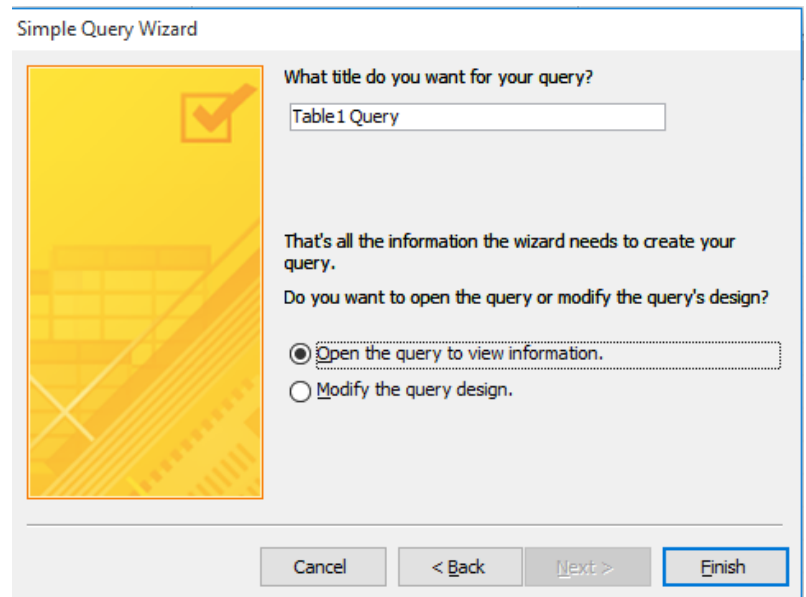 Simple Query Wizard
What title do you want for your query?
Table1 Query
That's all the information the wizard needs to create your
query.
Do you want to open the query or modify the query's design?
Open the query to view information.
Modify the query design.
Cancel
< Back
Next >
Finish